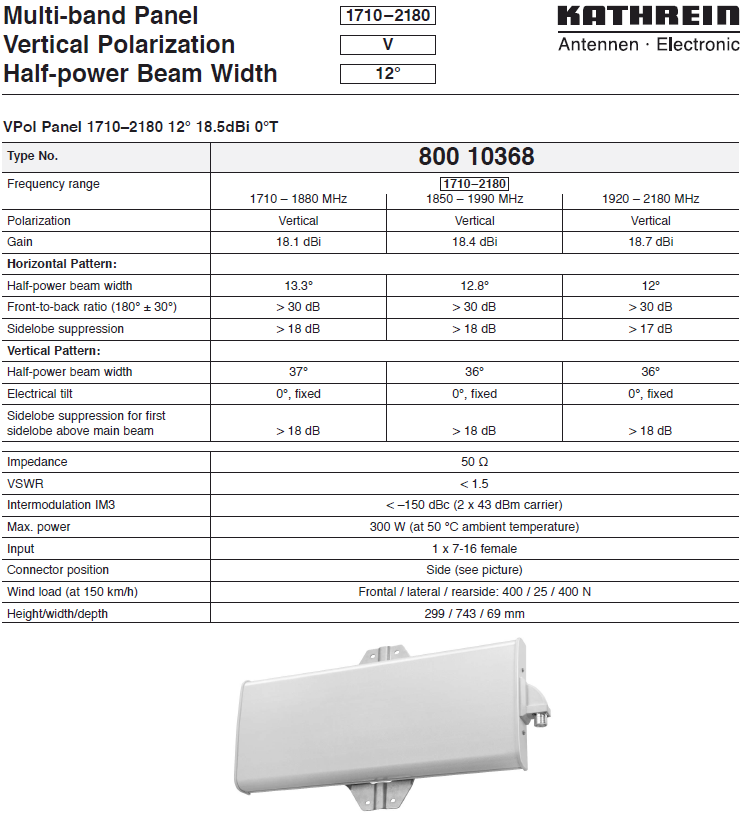 Multi-band Panel 1710–2180 KATHREIN
Vertical Polarization V Antennen · Electronic
Half-power Beam Width 12°
VPol Panel 1710–2180 12° 18.5dBi 0°T
Type No. 800 10368
Frequency range 1710–2180
1710 – 1880 MHz 1850 – 1990 MHz 1920 – 2180 MHz
Polarization Vertical Vertical Vertical
Gain 18.1 dBi 18.4 dBi 18.7 dBi
Horizontal Pattern:
Half-power beam width 13.3° 12.8° 12°
Front-to-back ratio (180° ± 30°) > 30 dB > 30 dB > 30 dB
Sidelobe suppression > 18 dB > 18 dB > 17 dB
Vertical Pattern:
Half-power beam width 37° 36° 36°
Electrical tilt 0°, fixed 0°, fixed 0°, fixed
Sidelobe suppression for first
sidelobe above main beam > 18 dB > 18 dB > 18 dB
Impedance 50 Ω
VSWR < 1.5
Intermodulation IM3 < –150 dBc (2 x 43 dBm carrier)
Max. power 300 W (at 50 °C ambient temperature)
Input 1 x 7-16 female
Connector position Side (see picture)
Wind load (at 150 km/h) Frontal / lateral / rearside: 400 / 25 / 400 N
Height/width/depth 299 / 743 / 69 mm